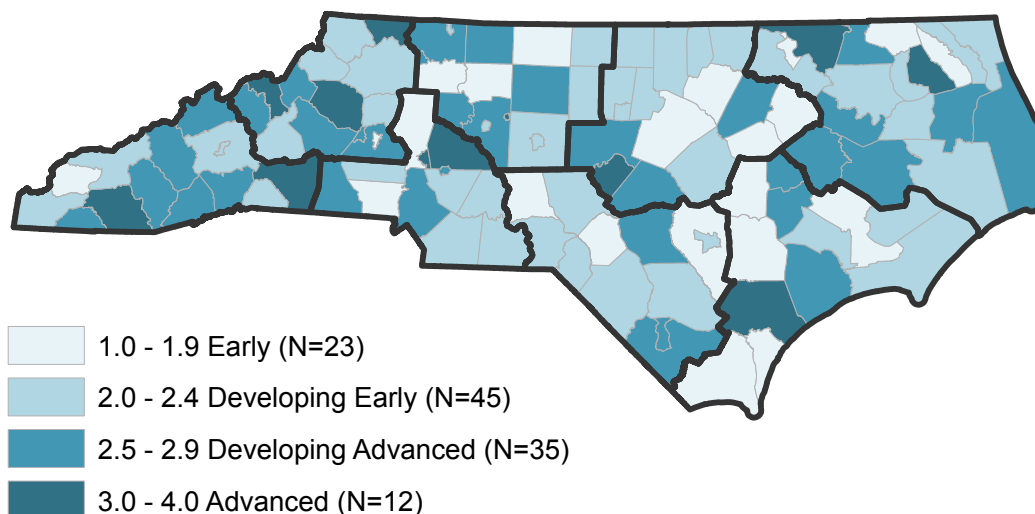 1.0 - 1.9 Early (N=23)
2.0 - 2.4 Developing Early (N=45)
2.5 - 2.9 Developing Advanced (N=35)
3.0 - 4.0 Advanced (N=12)